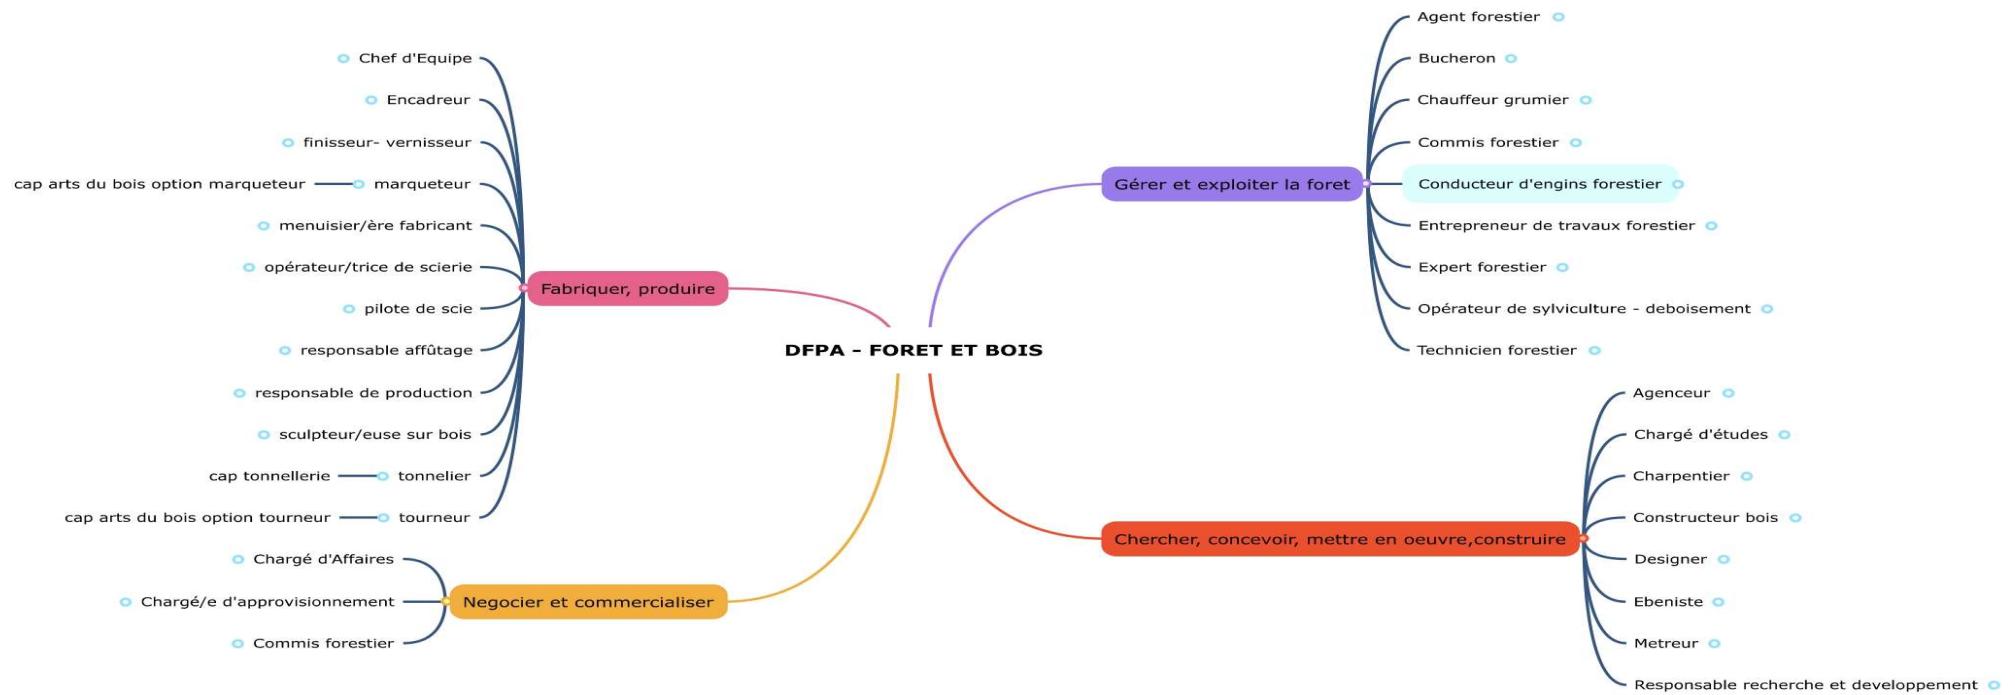 DFPA - FORET ET BOIS
Gérer et exploiter la foret
Agent forestier
Bucheron
Chauffeur grumier
Commis forestier
Conducteur d'engins forestier
Entrepreneur de travaux forestier
Expert forestier
Opérateur de sylviculture - deboisement
Technicien forestier
Chercher, concevoir, mettre en oeuvre,construire
Agenceur
Chargé d'études
Charpentier
Constructeur bois
Designer
Ebeniste
Metreur
Responsable recherche et developpement
Fabriquer, produire
Chef d'Equipe
Encadreur
finisseur- vernisseur
marqueteur
cap arts du bois option marqueteur
menuisier/ère fabricant
opérateur/trice de scierie
pilote de scie
responsable affûtage
responsable de production
sculpteur/euse sur bois
tonnelier
cap tonnellerie
tourneur
cap arts du bois option tourneur
Negocier et commercialiser
Chargé d'Affaires
Chargé/e d'approvisionnement
Commis forestier